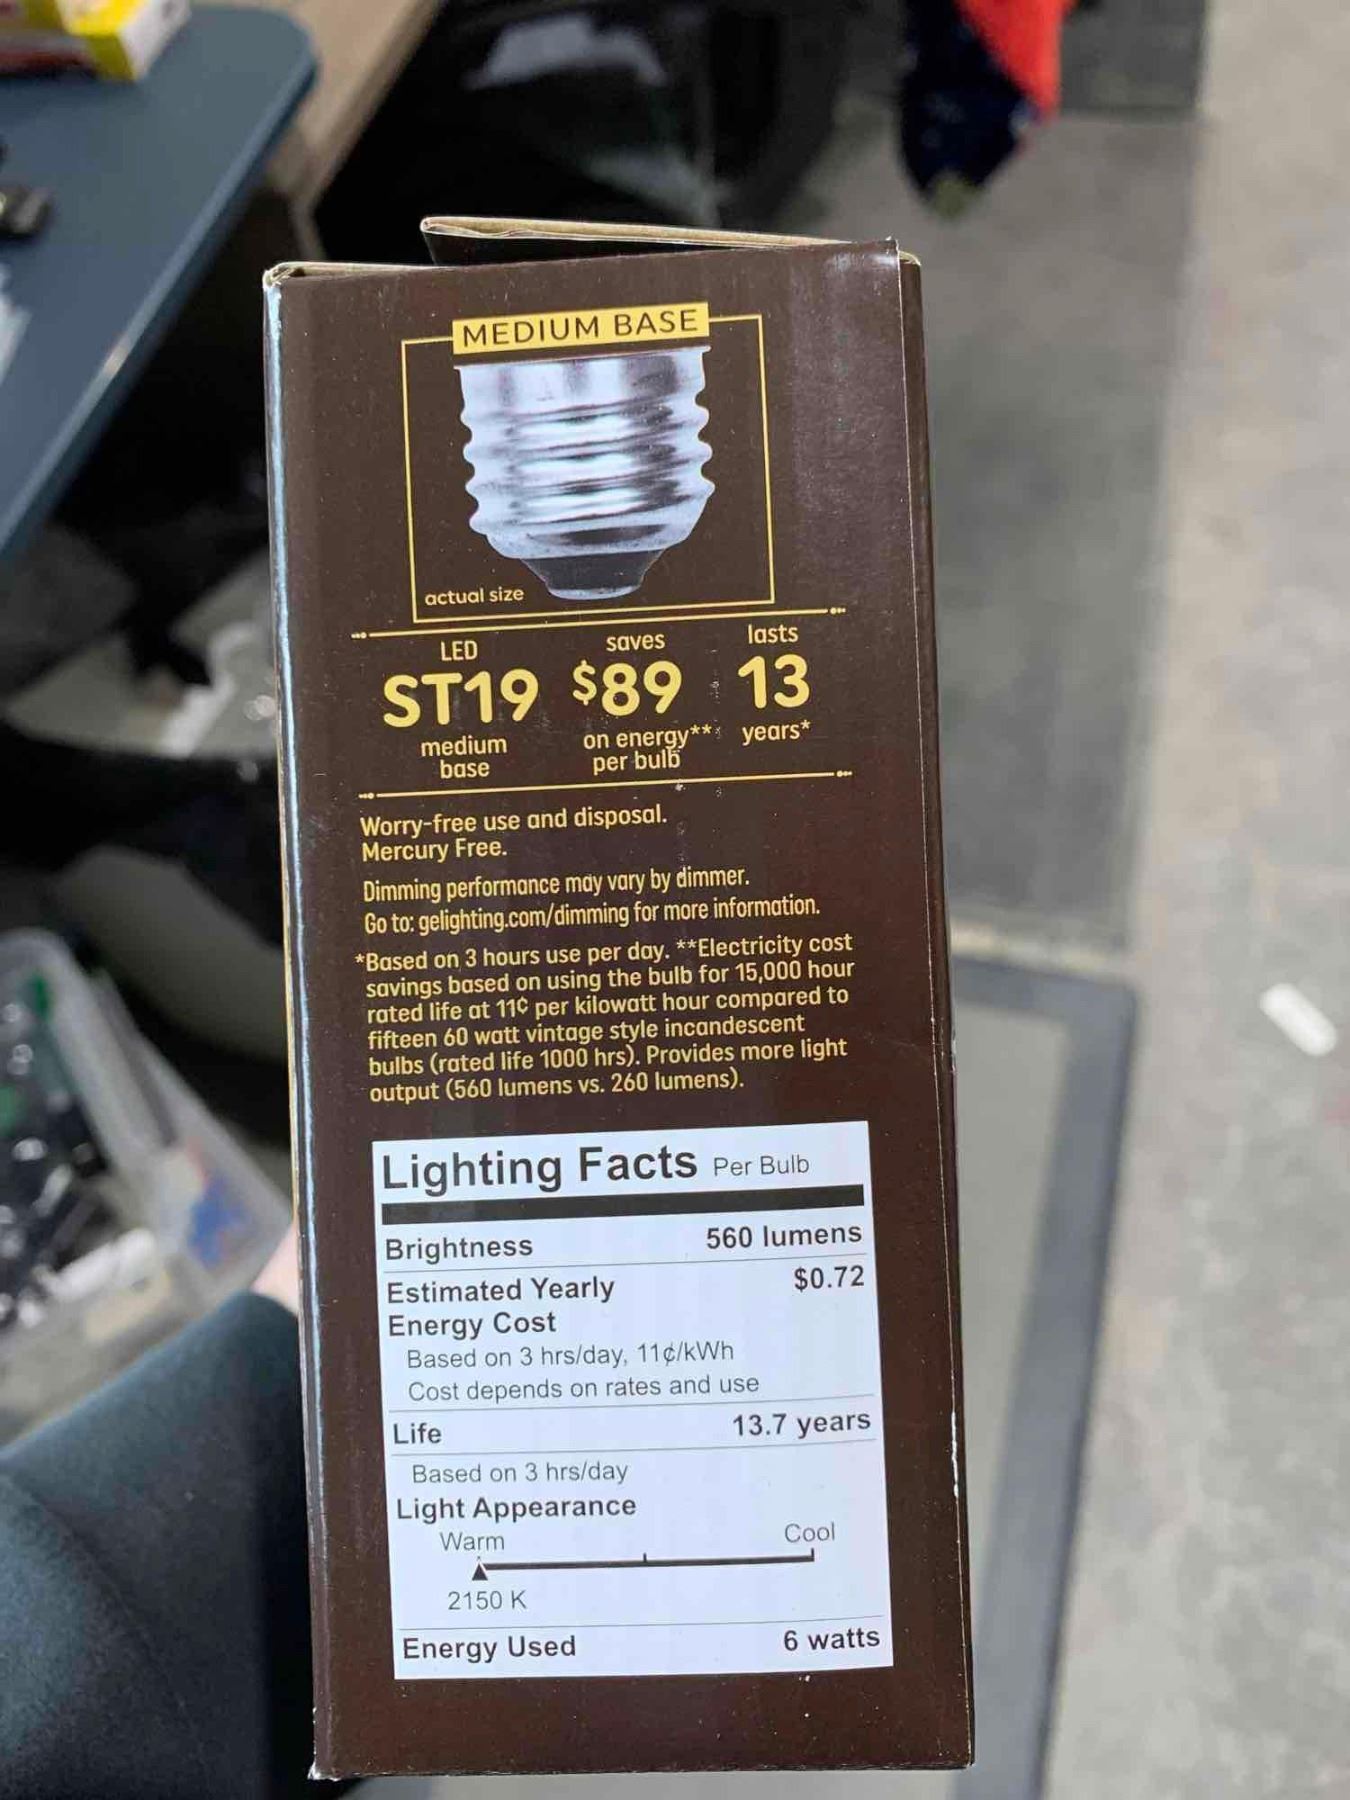 MEDIUM BASE
actual size
LED
ST19
medium
base
saves
$89
on energy**
per bulb
lasts
13
years*
Worry-free use and disposal.
Mercury Free.
Dimming performance may vary by dimmer.
Go to: gelighting.com/dimming for more information.
*Based on 3 hours use per day. **Electricity cost
savings based on using the bulb for 15,000 hour
rated life at 11¢ per kilowatt hour compared to
fifteen 60 watt vintage style incandescent
bulbs (rated life 1000 hrs). Provides more light
output (560 lumens vs. 260 lumens).
Lighting Facts Per Bulb
Brightness 560 lumens
Estimated Yearly $0.72
Energy Cost
Based on 3 hrs/day, 11¢/kWh
Cost depends on rates and use
Life 13.7 years
Based on 3 hrs/day
Light Appearance
Warm Cool
2150 K
Energy Used 6 watts